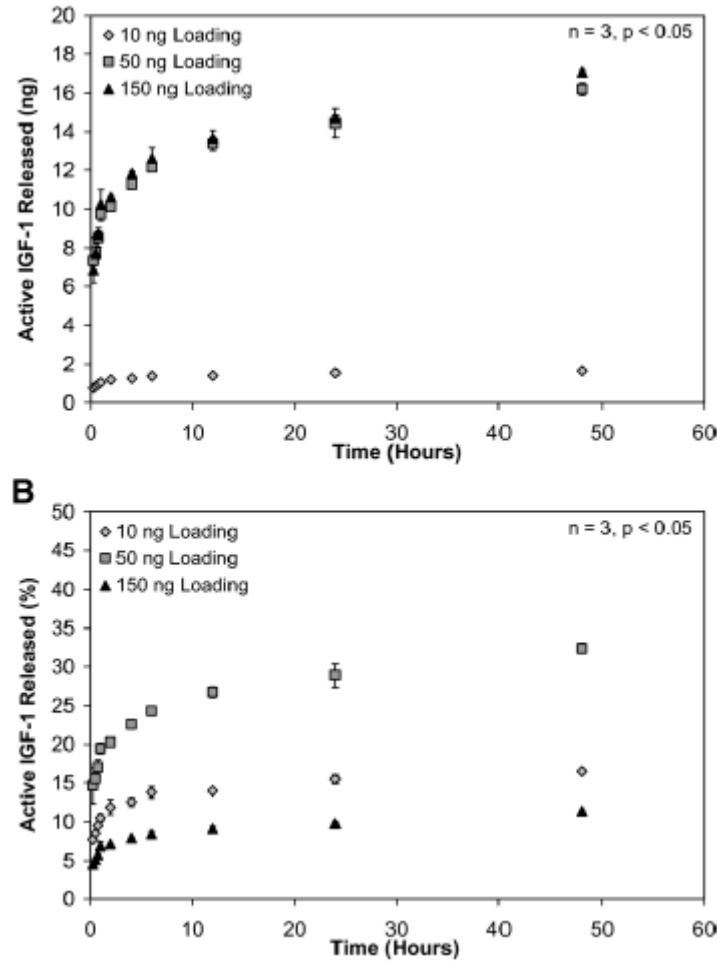 20
18
16
14
12
10
8
6
4
2
0
Active IGF-1 Released (ng)
10 ng Loading
50 ng Loading
150 ng Loading
n = 3, p < 0.05
0 10 20 30 40 50 60
Time (Hours)
B
50
45
40
35
30
25
20
15
10
5
0
Active IGF-1 Released (%)
10 ng Loading
50 ng Loading
150 ng Loading
n = 3, p < 0.05
0 10 20 30 40 50 60
Time (Hours)